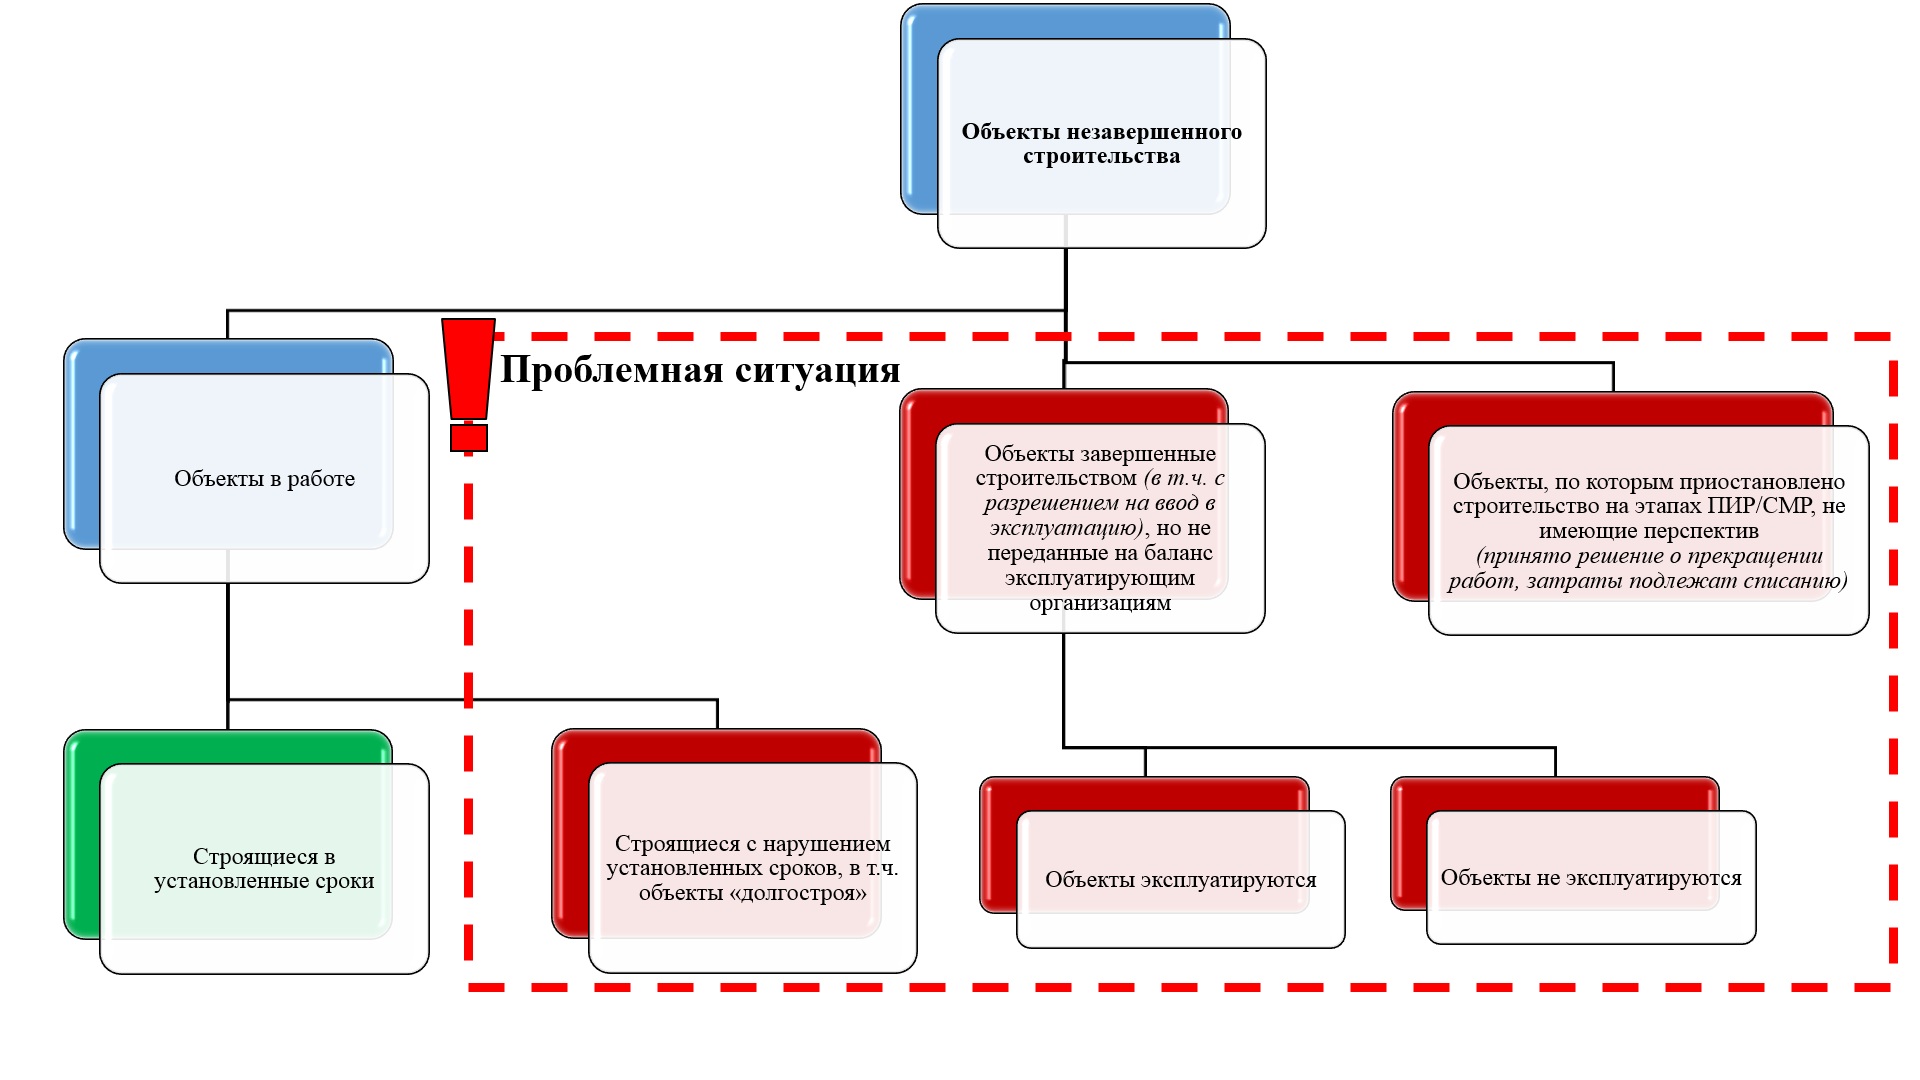 Объекты незавершенного
строительства
Проблемная ситуация
Объекты в работе
Объекты завершенные
строительством (в т.ч. с
разрешением на ввод в
эксплуатацию), но не
переданные на баланс
эксплуатирующим
организациям
Объекты, по которым приостановлено
строительство на этапах ПИР/СМР, не
имеющие перспектив
(принято решение о прекращении
работ, затраты подлежат списанию)
Строящиеся в
установленные сроки
Строящиеся с нарушением
установленных сроков, в т.ч.
объекты «долгостроя»
Объекты эксплуатируются
Объекты не эксплуатируются